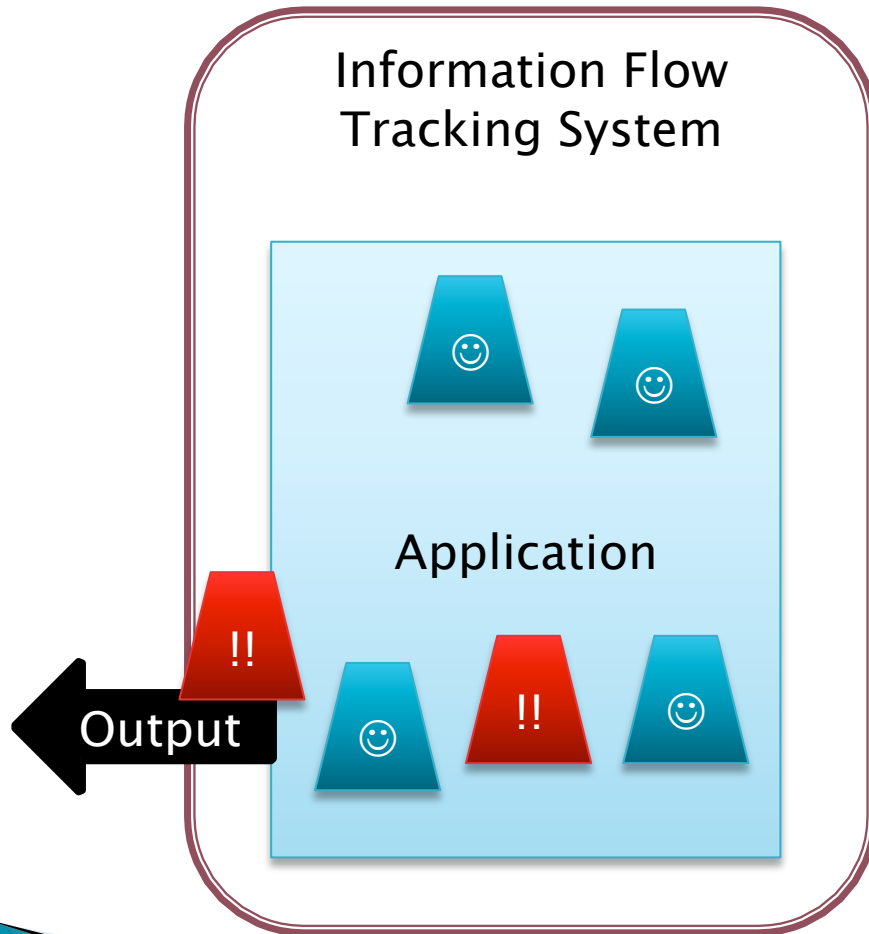 Information Flow
Tracking System
☺
☺
Application
!!
Output
☺
!!
☺